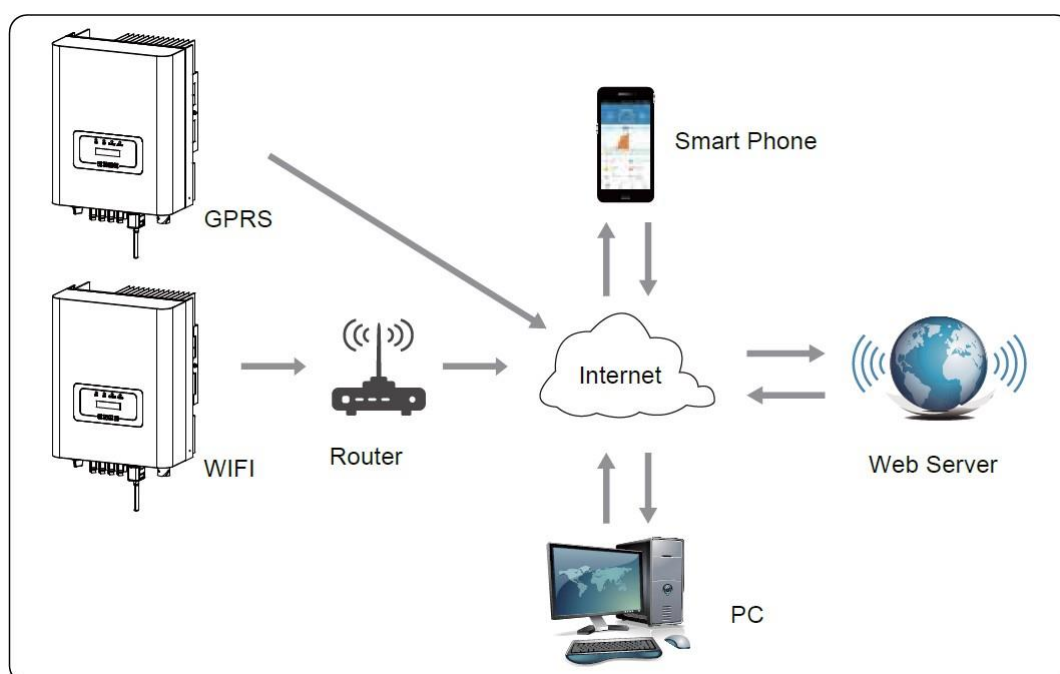 Smart Phone
GPRS
Internet
WIFI
Router
Web Server
PC